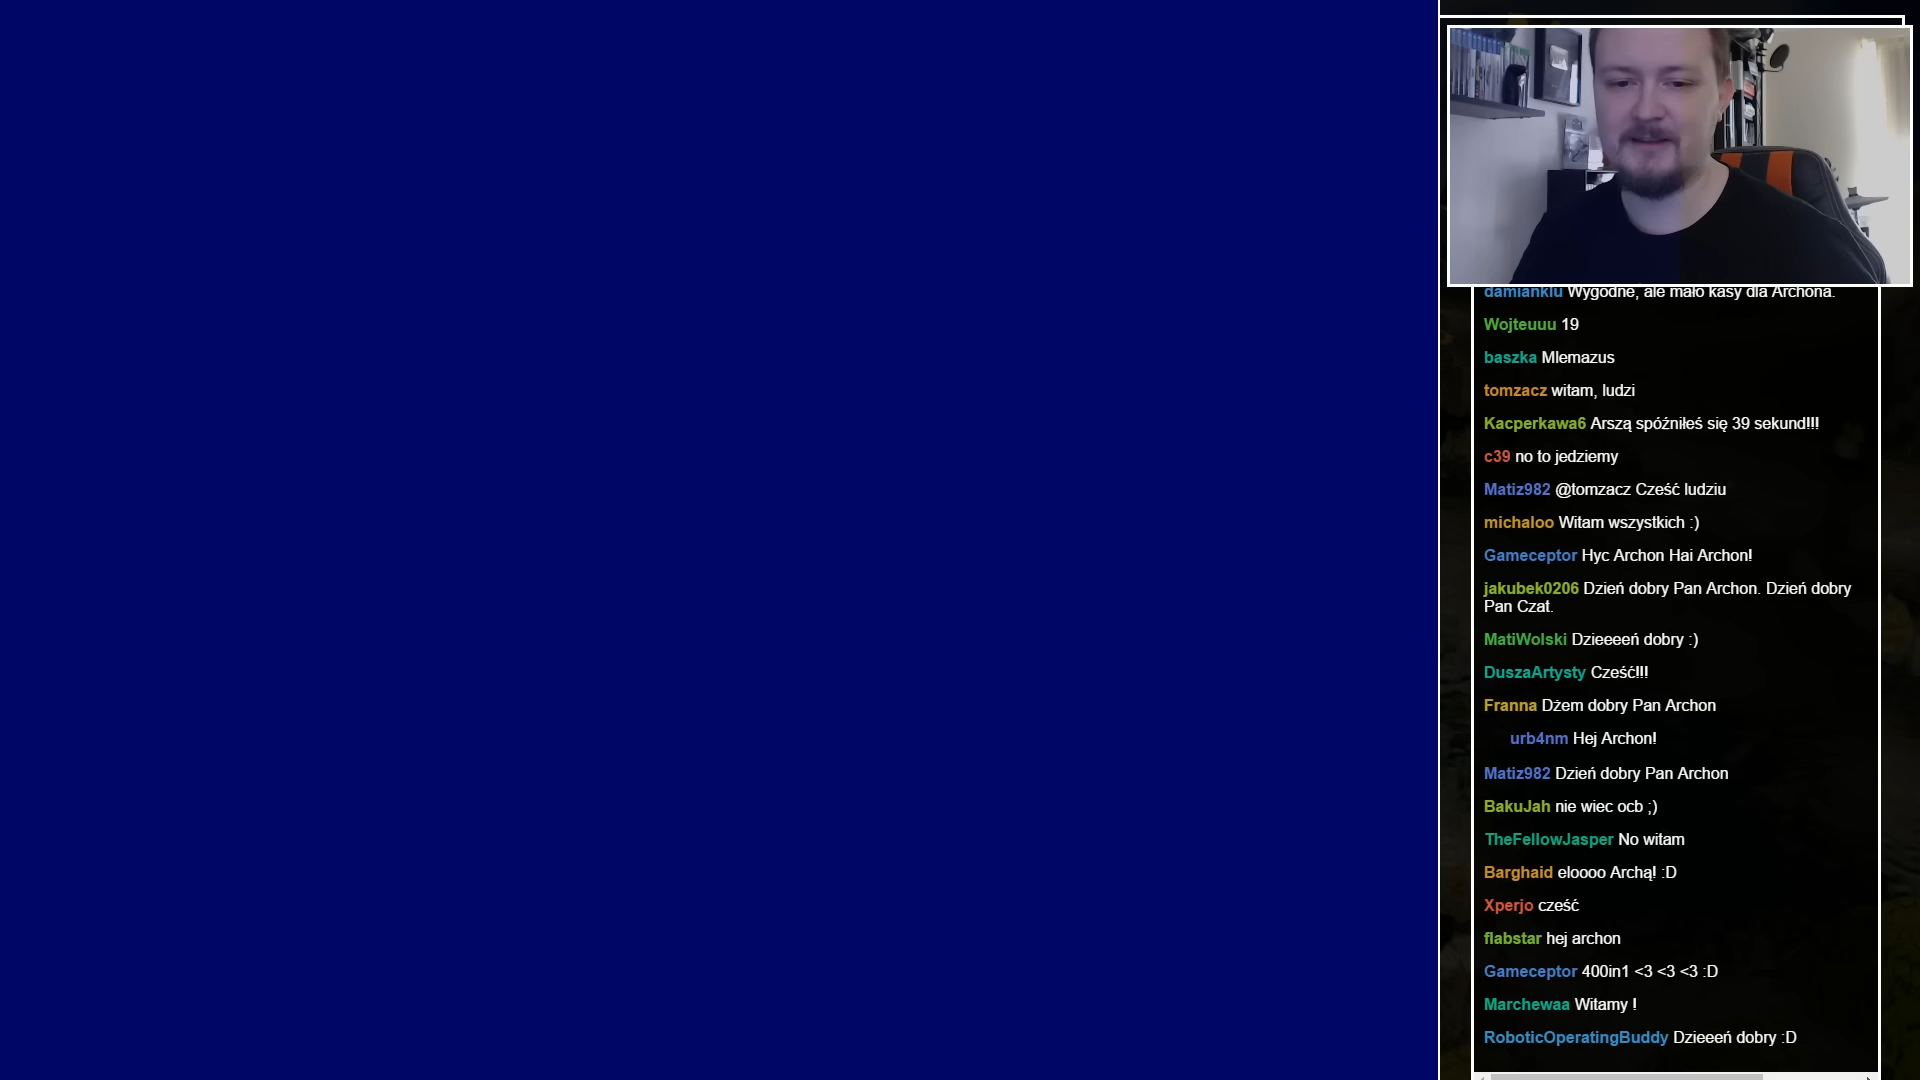 damianklu Wygodne, ale mało kasy dla Archona.
Wojteuuu 19
baszka Mlemazus
tomzacz witam, ludzi
Kacperkawa6 Arszą spóźniłeś się 39 sekund!!!
c39 no to jedziemy
Matiz982 @tomzacz Cześć ludziu
michaloo Witam wszystkich :)
Gameceptor Hyc Archon Hai Archon!
jakubek0206 Dzień dobry Pan Archon. Dzień dobry
Pan Czat.
MatiWolski Dzieeeeń dobry :)
DuszaArtysty Cześć!!!
Franna Dżem dobry Pan Archon
urb4nm Hej Archon!
Matiz982 Dzień dobry Pan Archon
BakuJah nie wiec ocb ;)
TheFellowJasper No witam
Barghaid eloooo Archą! :D
Xperjo cześć
flabstar hej archon
Gameceptor 400in1 <3 <3 <3 :D
Marchewaa Witamy !
RoboticOperatingBuddy Dzieeeń dobry :D